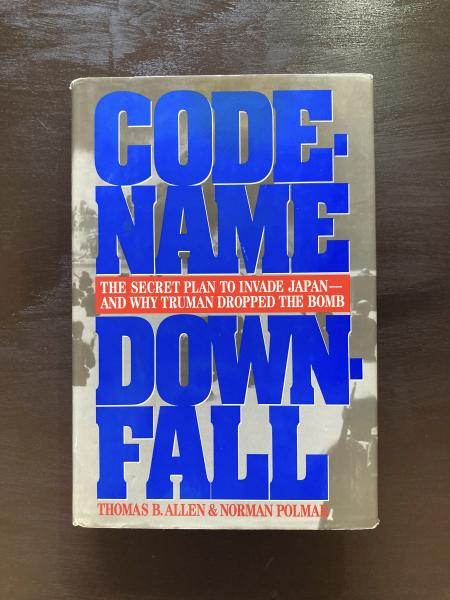 CODE-
NAME
THE SECRET PLAN TO INVADE JAPAN—
AND WHY TRUMAN DROPPED THE BOMB
DOWN-
FALL
THOMAS B. ALLEN & NORMAN POLMAR